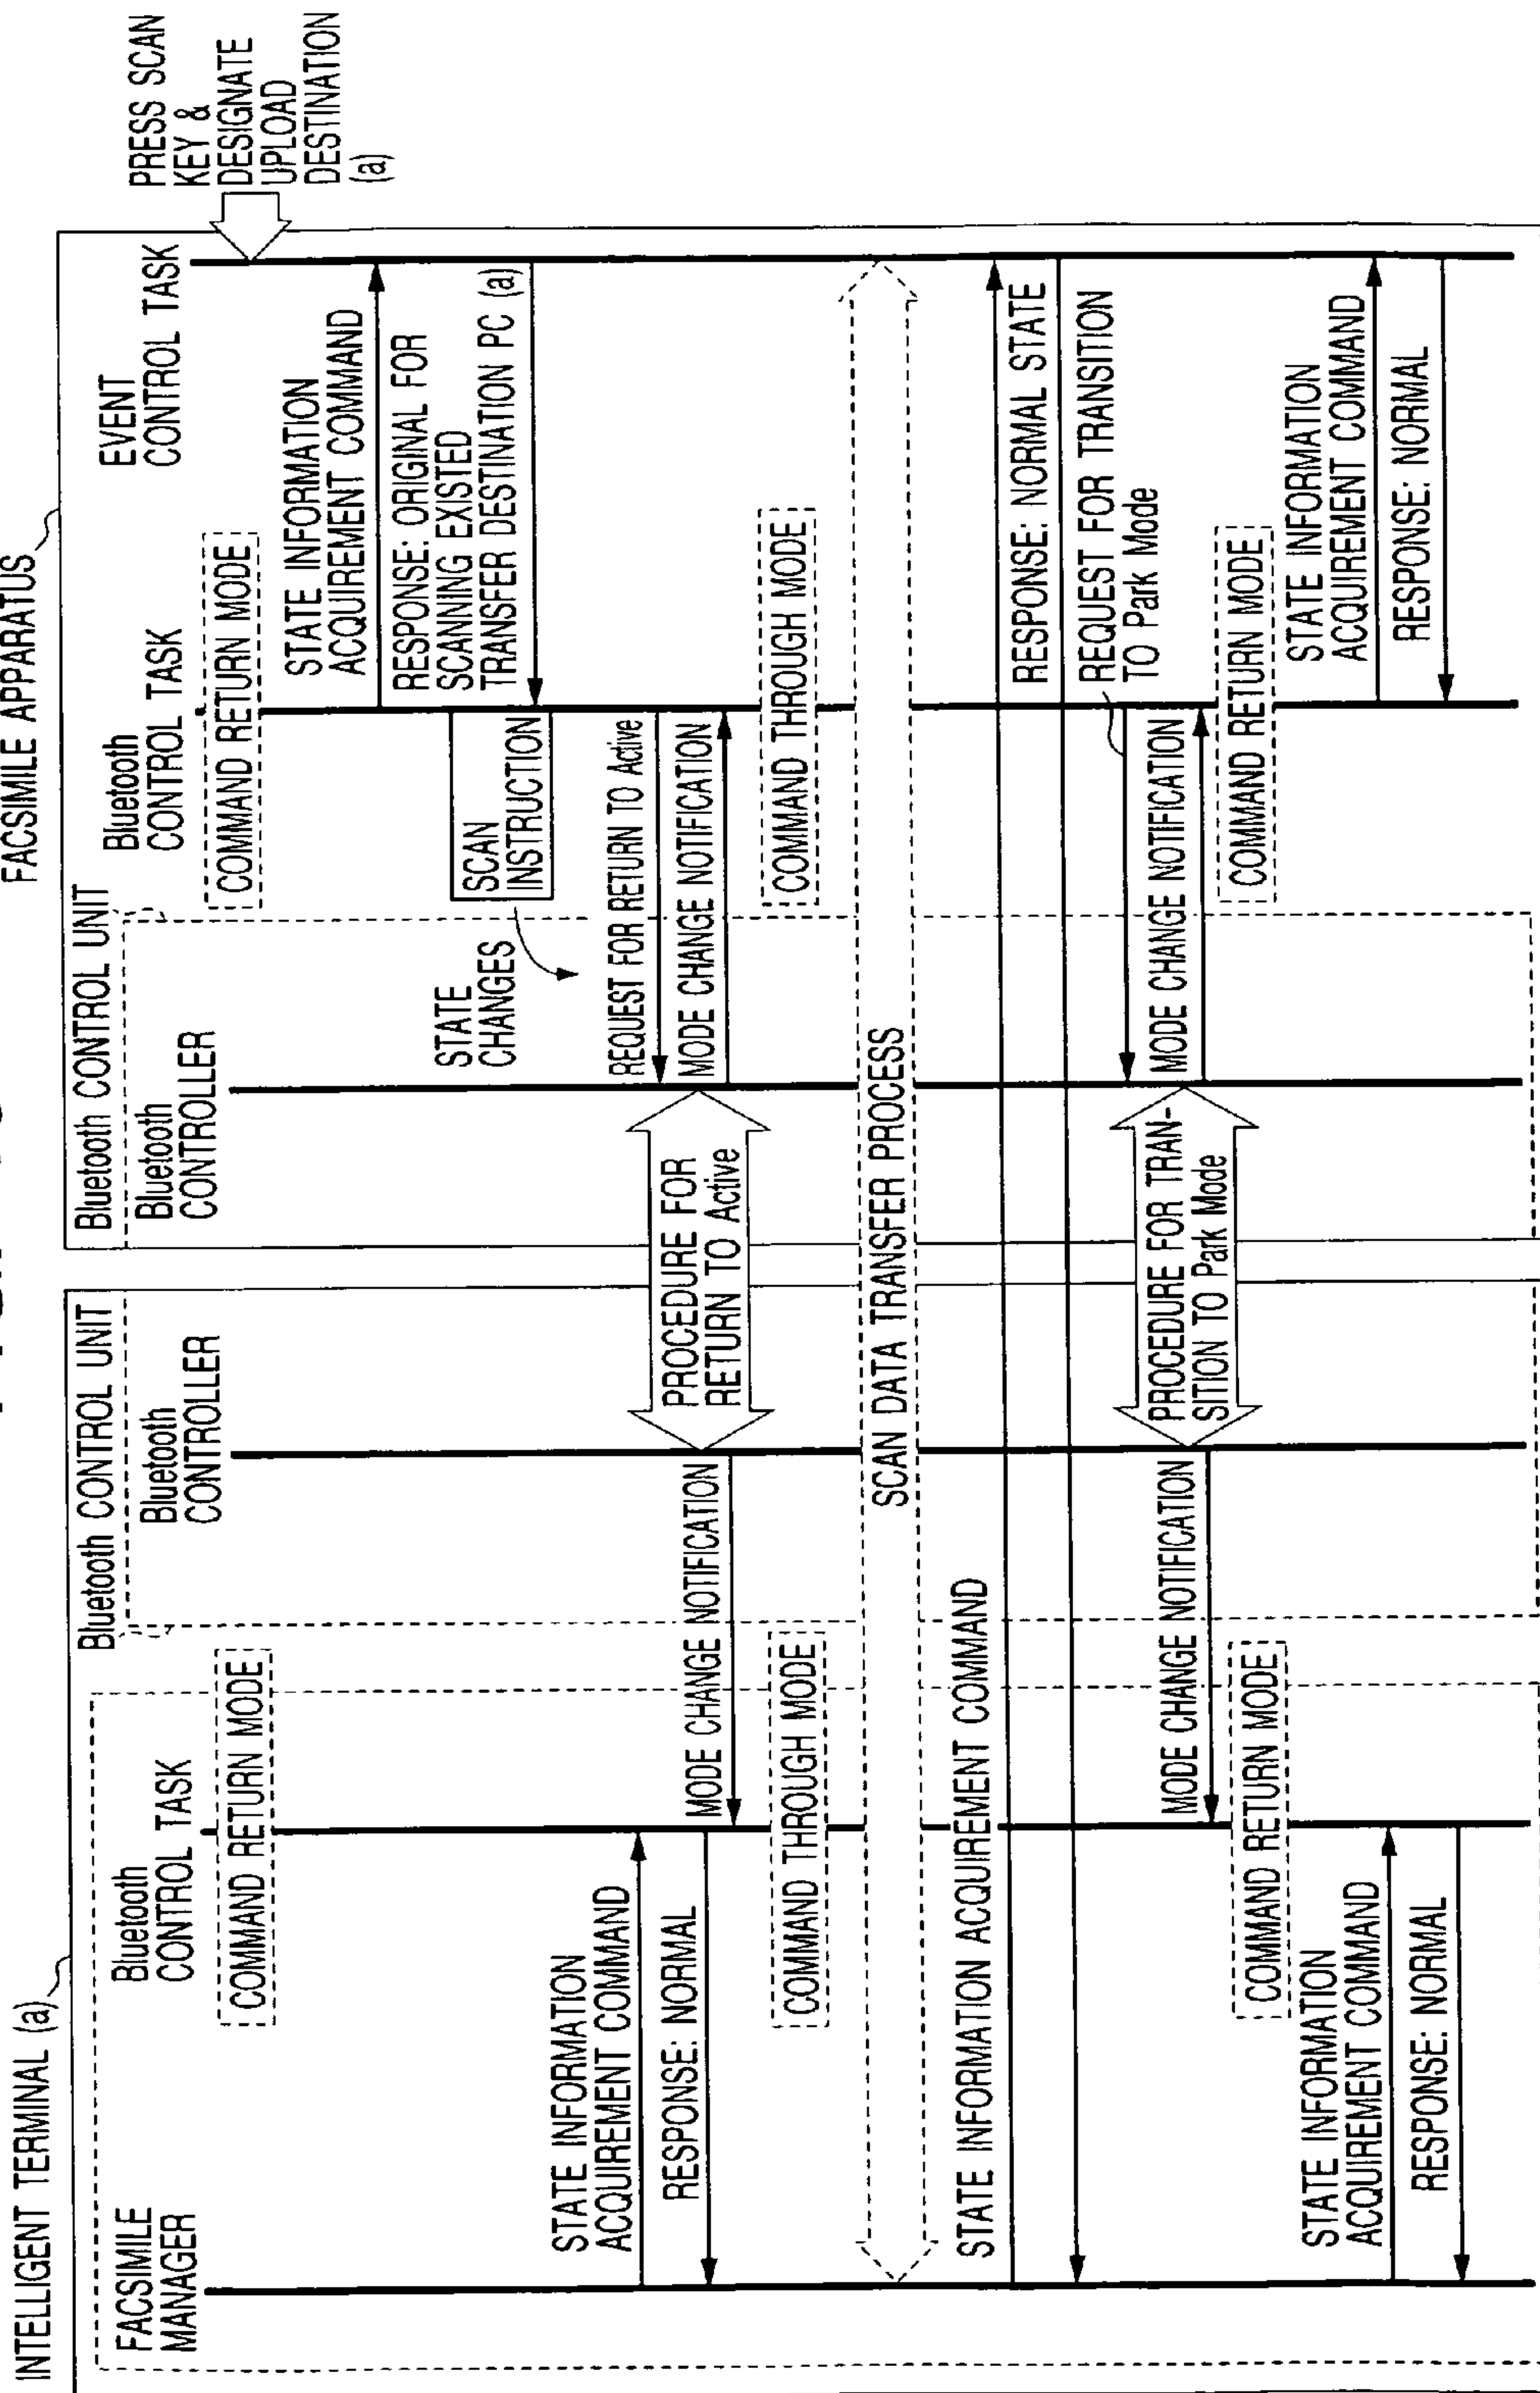 INTELLIGENT TERMINAL (a)
FACSIMILE APPARATUS
Bluetooth CONTROL UNIT
Bluetooth CONTROL UNIT
FACSIMILE
MANAGER
Bluetooth
CONTROL TASK
Bluetooth
CONTROLLER
Bluetooth
CONTROLLER
Bluetooth
CONTROL TASK
EVENT
CONTROL TASK
PRESS SCAN
KEY &
DESIGNATE
UPLOAD
DESTINATION
(a)
COMMAND RETURN MODE
COMMAND RETURN MODE
STATE INFORMATION
ACQUIREMENT COMMAND
RESPONSE: ORIGINAL FOR
SCANNING EXISTED
TRANSFER DESTINATION PC (a)
SCAN
INSTRUCTION
STATE
CHANGES
STATE INFORMATION
ACQUIREMENT COMMAND
RESPONSE: NORMAL
REQUEST FOR RETURN TO Active
MODE CHANGE NOTIFICATION
PROCEDURE FOR
RETURN TO Active
MODE CHANGE NOTIFICATION
COMMAND THROUGH MODE
COMMAND THROUGH MODE
SCAN DATA TRANSFER PROCESS
STATE INFORMATION ACQUIREMENT COMMAND
RESPONSE: NORMAL STATE
REQUEST FOR TRANSITION
TO Park Mode
PROCEDURE FOR TRAN-
SITION TO Park Mode
MODE CHANGE NOTIFICATION
MODE CHANGE NOTIFICATION
COMMAND RETURN MODE
COMMAND RETURN MODE
STATE INFORMATION
ACQUIREMENT COMMAND
RESPONSE: NORMAL
STATE INFORMATION
ACQUIREMENT COMMAND
RESPONSE: NORMAL